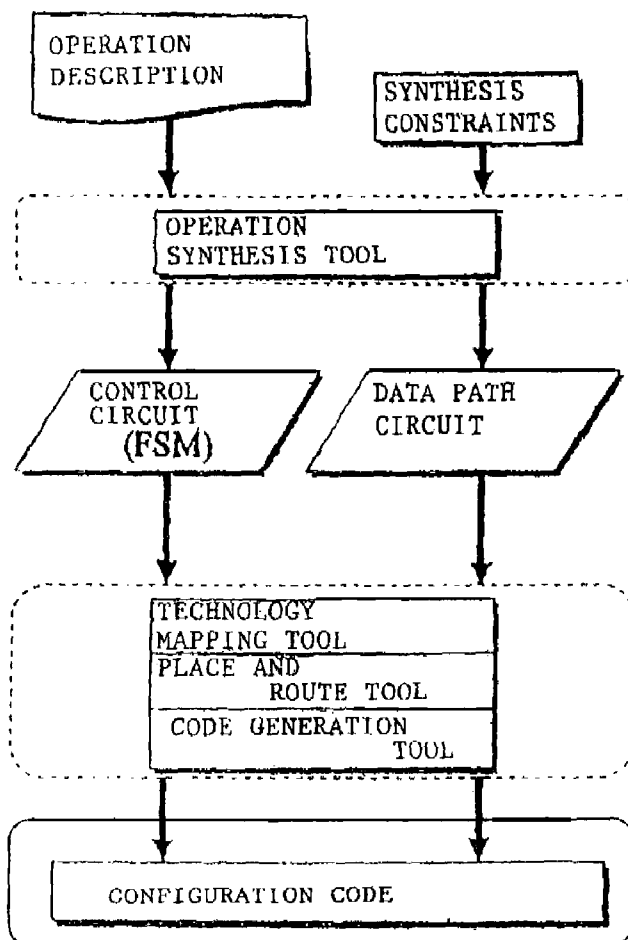 OPERATION
DESCRIPTION
SYNTHESIS
CONSTRAINTS
OPERATION
SYNTHESIS TOOL
CONTROL
CIRCUIT
(FSM)
DATA PATH
CIRCUIT
TECHNOLOGY
MAPPING TOOL
PLACE AND
ROUTE TOOL
CODE GENERATION
TOOL
CONFIGURATION CODE